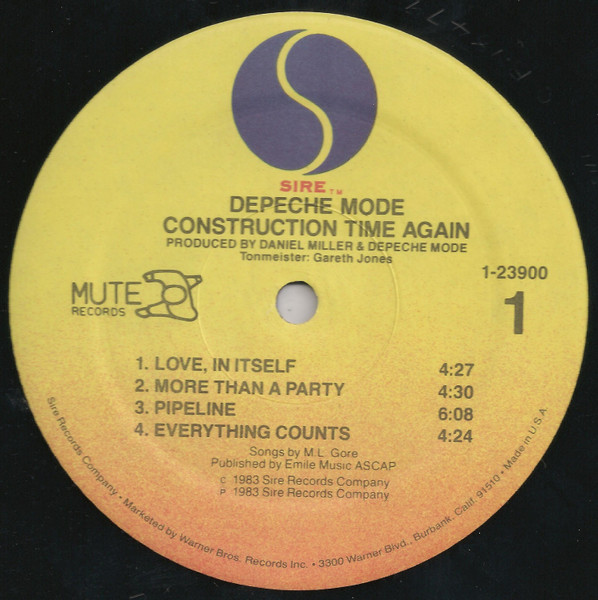 SIRE TM
DEPECHE MODE
CONSTRUCTION TIME AGAIN
PRODUCED BY DANIEL MILLER & DEPECHE MODE
Tonmeister: Gareth Jones
1-23900
1
MUTE
RECORDS
1. LOVE, IN ITSELF 4:27
2. MORE THAN A PARTY 4:30
3. PIPELINE 6:08
4. EVERYTHING COUNTS 4:24
Songs by M.L. Gore
Published by Emile Music ASCAP
C 1983 Sire Records Company
P 1983 Sire Records Company
Sire Records Company • Marketed by Warner Bros. Records Inc. • 3300 Warner Blvd., Burbank, Calif. 91510 • Made in U.S.A.